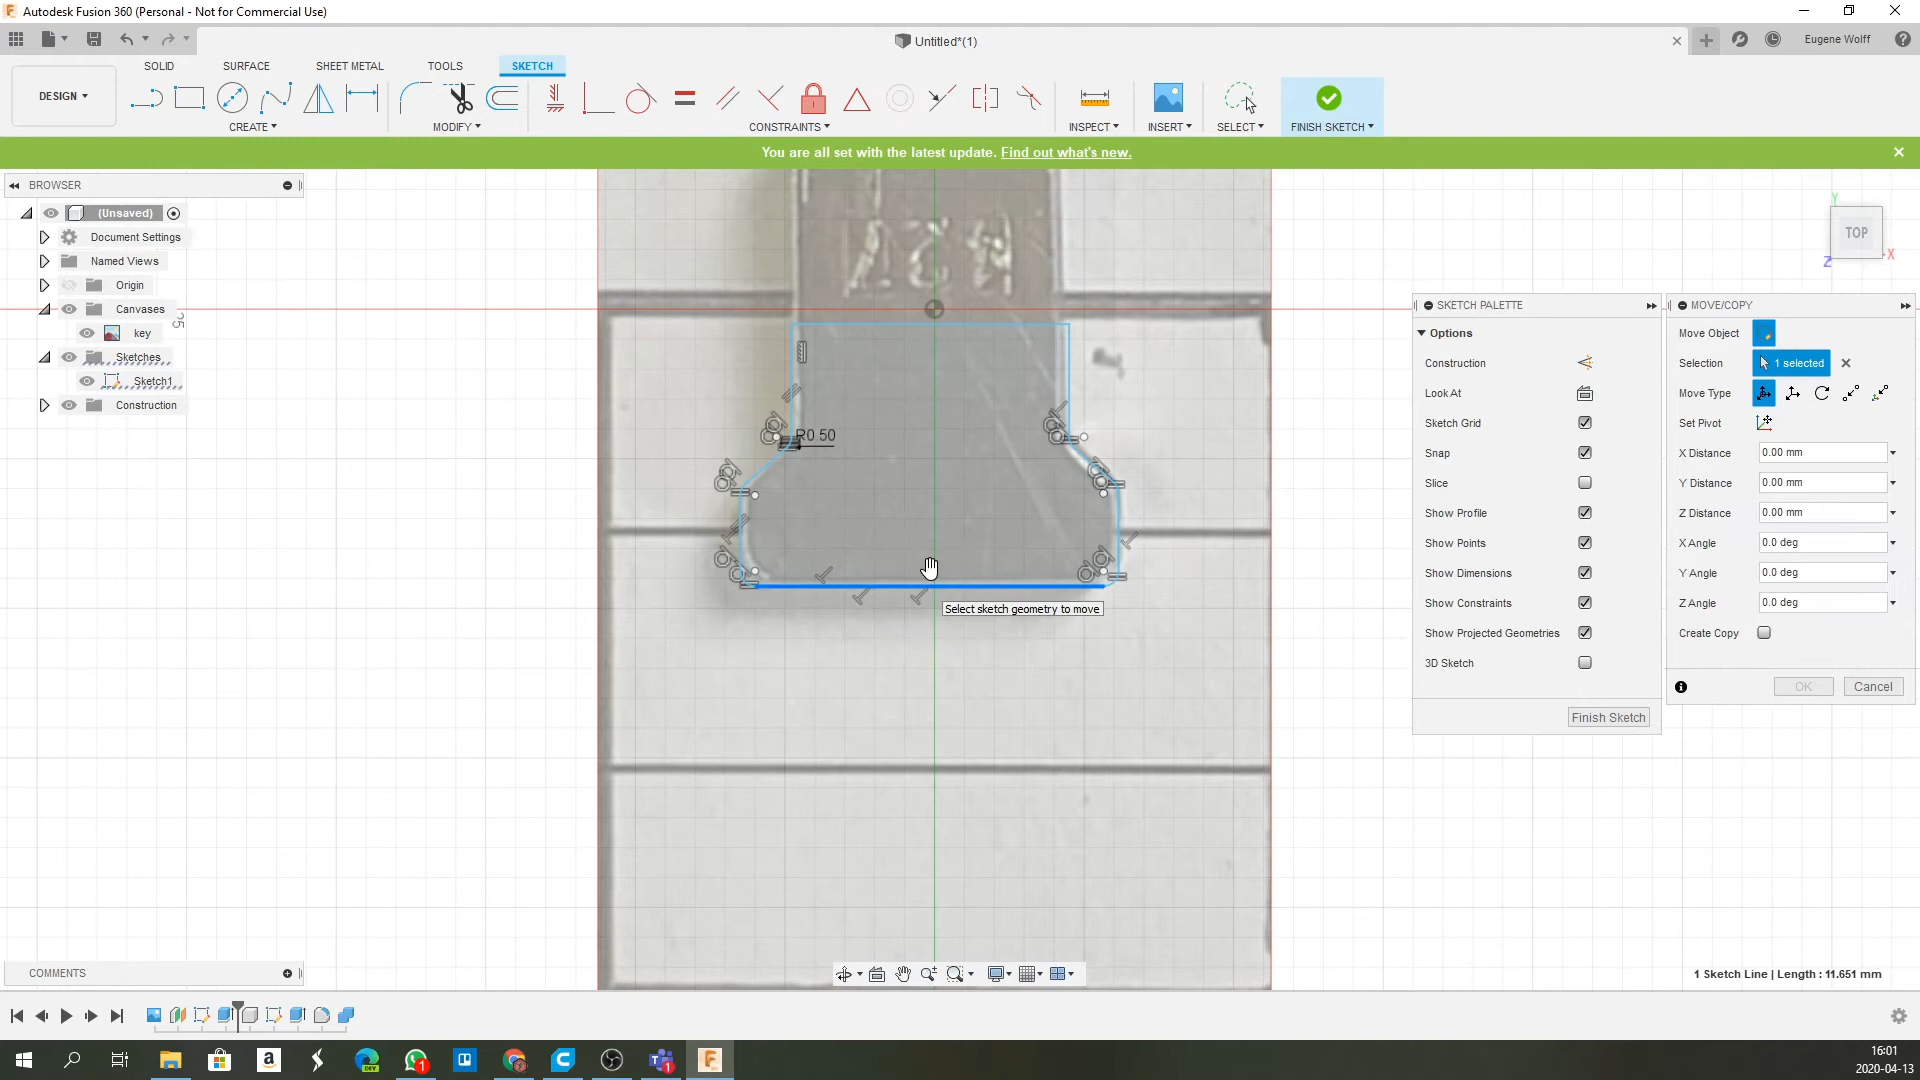 Autodesk Fusion 360 (Personal - Not for Commercial Use)
Untitled*(1)
Eugene Wolff
DESIGN
SOLID
SURFACE
SHEET METAL
TOOLS
SKETCH
CREATE
MODIFY
CONSTRAINTS
INSPECT
INSERT
SELECT
FINISH SKETCH
You are all set with the latest update. Find out what's new.
BROWSER
(Unsaved)
Document Settings
Named Views
Origin
Canvases
key
Sketches
Sketch1
Construction
25
R0.50
Select sketch geometry to move
TOP
Y
X
Z
SKETCH PALETTE
Options
Construction
Look At
Sketch Grid
Snap
Slice
Show Profile
Show Points
Show Dimensions
Show Constraints
Show Projected Geometries
3D Sketch
Finish Sketch
MOVE/COPY
Move Object
Selection 1 selected
Move Type
Set Pivot
X Distance 0.00 mm
Y Distance 0.00 mm
Z Distance 0.00 mm
X Angle 0.0 deg
Y Angle 0.0 deg
Z Angle 0.0 deg
Create Copy
OK Cancel
COMMENTS
1 Sketch Line | Length : 11.651 mm
16:01
2020-04-13